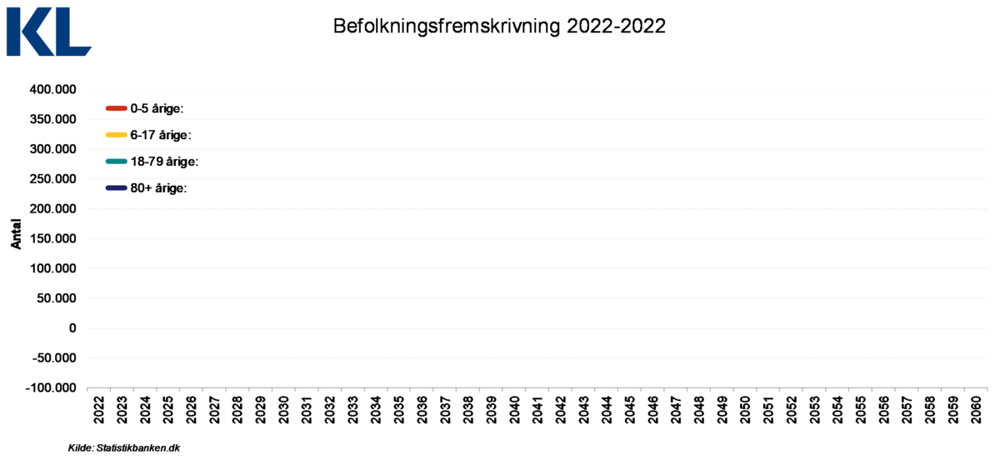 KL
Befolkningsfremskrivning 2022-2022
400.000
350.000
300.000
250.000
200.000
150.000
100.000
50.000
0
-50.000
-100.000
Antal
0-5 årige:
6-17 årige:
18-79 årige:
80+ årige:
2022 2023 2024 2025 2026 2027 2028 2029 2030 2031 2032 2033 2034 2035 2036 2037 2038 2039 2040 2041 2042 2043 2044 2045 2046 2047 2048 2049 2050 2051 2052 2053 2054 2055 2056 2057 2058 2059 2060
Kilde: Statistikbanken.dk